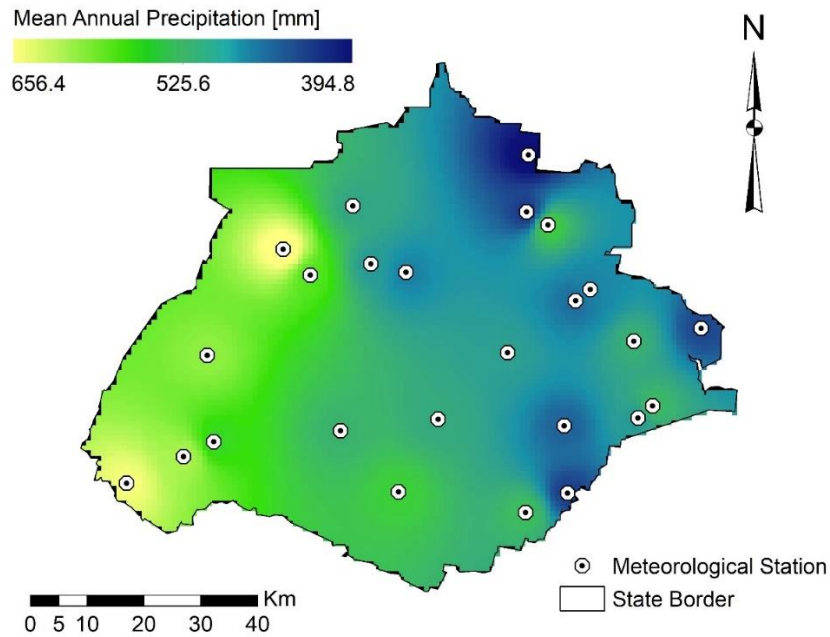 Mean Annual Precipitation [mm]
656.4 525.6 394.8
N
Meteorological Station
State Border
Km
0 5 10 20 30 40